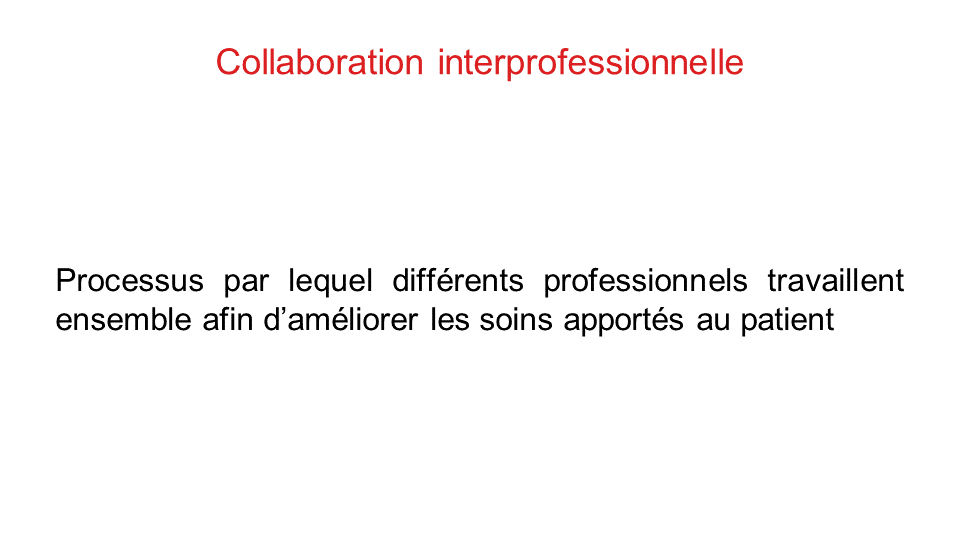 Collaboration interprofessionnelle
Processus par lequel différents professionnels travaillent
ensemble afin d’améliorer les soins apportés au patient